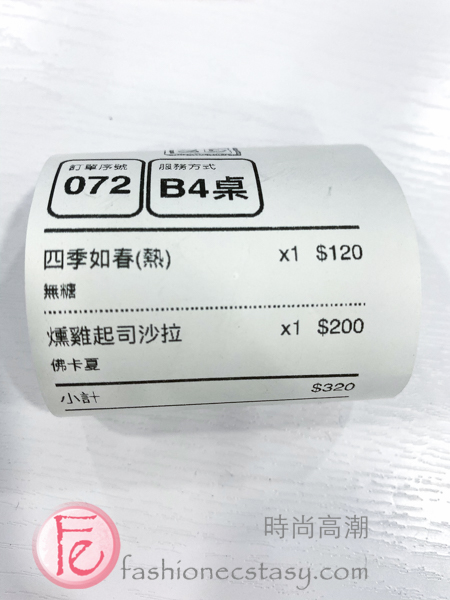 訂單序號 服務方式
072 B4桌
四季如春(熱) x1 $120
無糖
燻雞起司沙拉 x1 $200
佛卡夏
小計 $320
Fe 時尚高潮
fashionecstasy.com